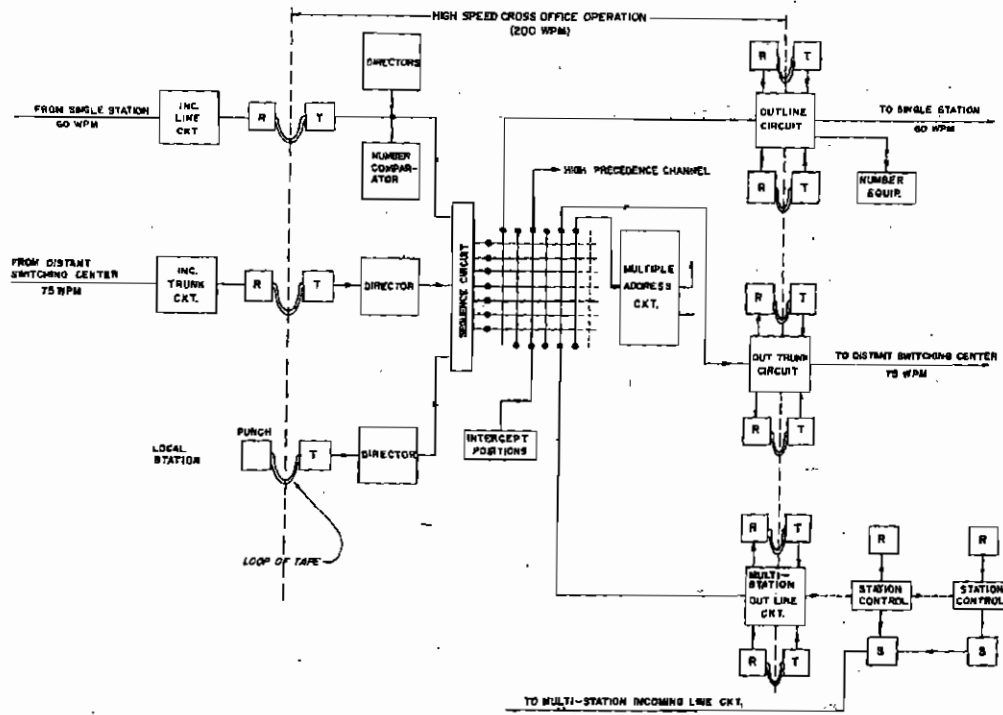 HIGH SPEED CROSS OFFICE OPERATION
(200 WPM)
DIRECTORS
R
T
FROM SINGLE STATION
60 WPM
INC.
LINE
CKT
R
T
OUTLINE
CIRCUIT
TO SINGLE STATION
60 WPM
NUMBER
COMPAR-
ATOR
HIGH PRECEDENCE CHANNEL
R
T
NUMBER
EQUIP.
FROM DISTANT
SWITCHING CENTER
75 WPM
INC.
TRUNK
CKT.
R
T
DIRECTOR
SEQUENCE CIRCUIT
MULTIPLE
ADDRESS
CKT.
R
T
OUT TRUNK
CIRCUIT
TO DISTANT SWITCHING CENTER
75 WPM
R
T
LOCAL
STATION
PUNCH
T
DIRECTOR
INTERCEPT
POSITIONS
LOOP OF TAPE
R
T
R
R
MULTI-
STATION
OUT LINE
CKT.
STATION
CONTROL
STATION
CONTROL
R
T
S
S
TO MULTI-STATION INCOMING LINE CKT.